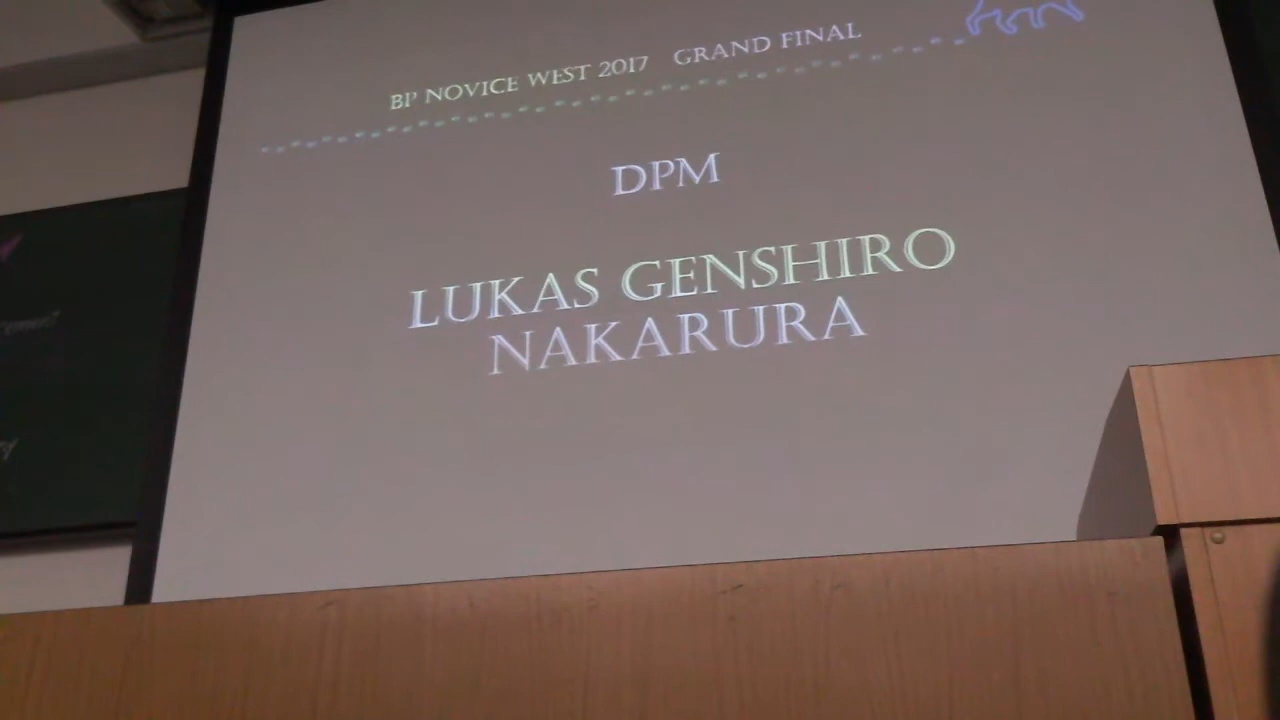 BP NOVICE WEST 2017 GRAND FINAL
DPM
LUKAS GENSHIRO
NAKARURA